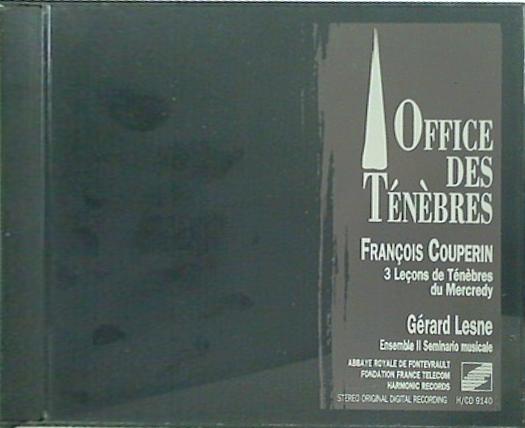 OFFICE
DES
TÉNÈBRES
FRANÇOIS COUPERIN
3 Leçons de Ténèbres
du Mercredy
Gérard Lesne
Ensemble Il Seminario musicale
ABBAYE ROYALE DE FONTEVRAULT
FONDATION FRANCE TELECOM
HARMONIC RECORDS
STEREO ORIGINAL DIGITAL RECORDING H/CD 9140